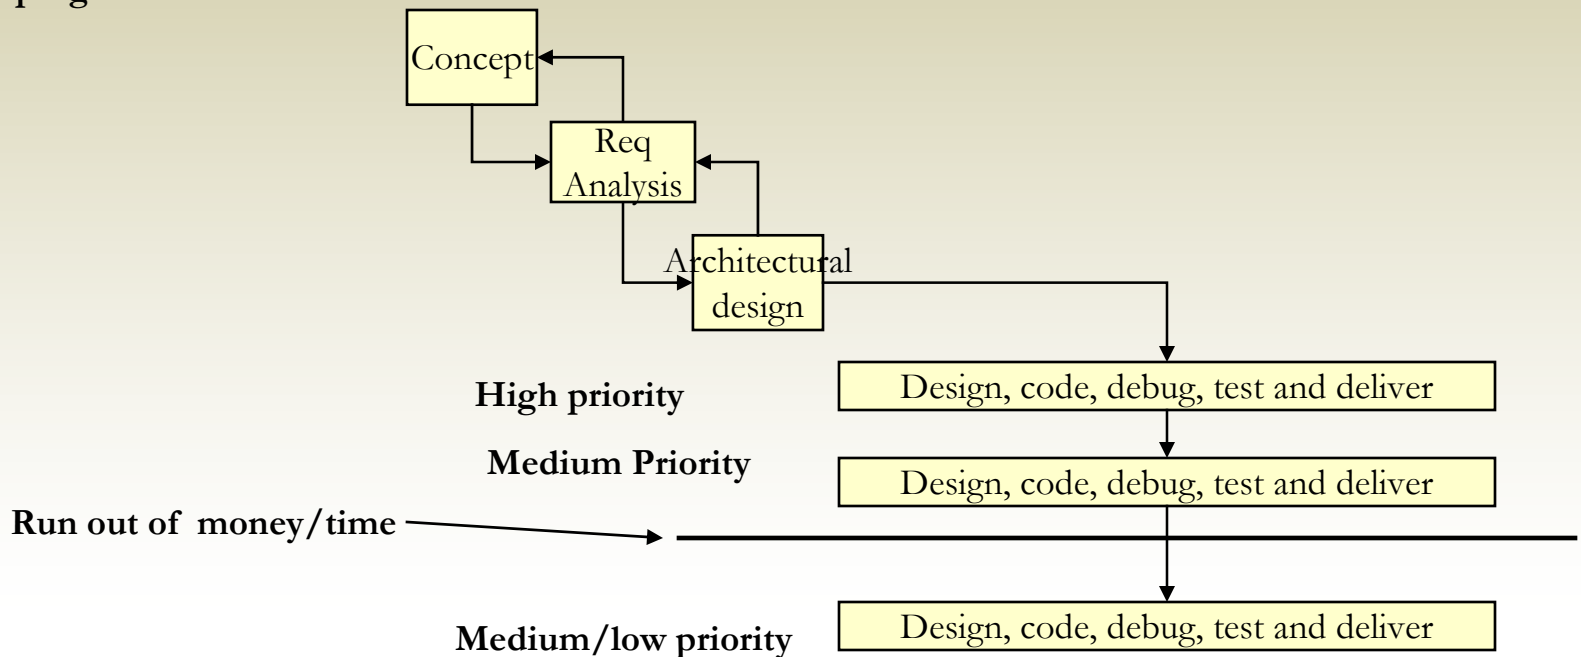 Concept
Req
Analysis
Architectural
design
High priority
Design, code, debug, test and deliver
Medium Priority
Design, code, debug, test and deliver
Run out of money/time
Medium/low priority
Design, code, debug, test and deliver